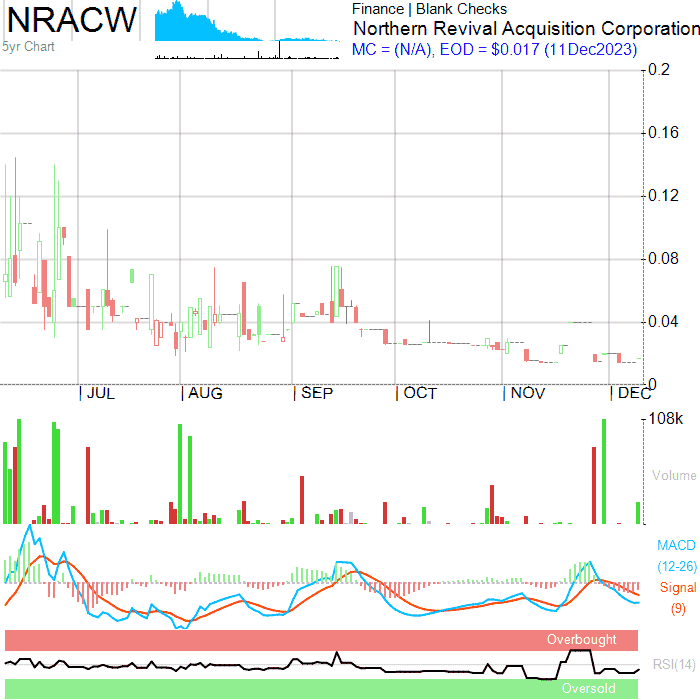 NRACW
5yr Chart
Finance | Blank Checks
Northern Revival Acquisition Corporation
MC = (N/A), EOD = $0.017 (11Dec2023)
0.2
0.16
0.12
0.08
0.04
0
JUL
AUG
SEP
OCT
NOV
DEC
108k
Volume
MACD
(12-26)
Signal
(9)
Overbought
RSI(14)
Oversold